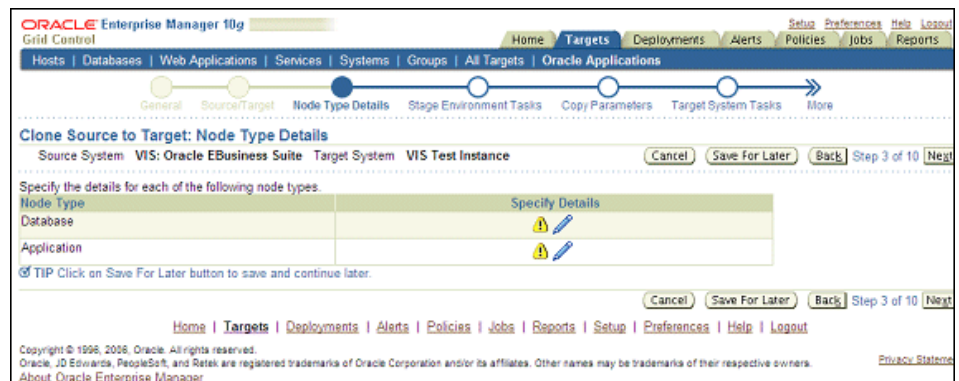 ORACLE Enterprise Manager 10g
Grid Control
Setup Preferences Help Logout
Home Targets Deployments Alerts Policies Jobs Reports
Hosts | Databases | Web Applications | Services | Systems | Groups | All Targets | Oracle Applications
General Source/Target Node Type Details Stage Environment Tasks Copy Parameters Target System Tasks More
Clone Source to Target: Node Type Details
Source System VIS: Oracle EBusiness Suite Target System VIS Test Instance Cancel Save For Later Back Step 3 of 10 Next
Specify the details for each of the following node types.
Node Type Specify Details
Database
Application
TIP Click on Save For Later button to save and continue later.
Cancel Save For Later Back Step 3 of 10 Next
Home | Targets | Deployments | Alerts | Policies | Jobs | Reports | Setup | Preferences | Help | Logout
Copyright © 1996, 2006, Oracle. All rights reserved.
Oracle, JD Edwards, PeopleSoft, and Retek are registered trademarks of Oracle Corporation and/or its affiliates. Other names may be trademarks of their respective owners.
Privacy Stateme
About Oracle Enterprise Manager